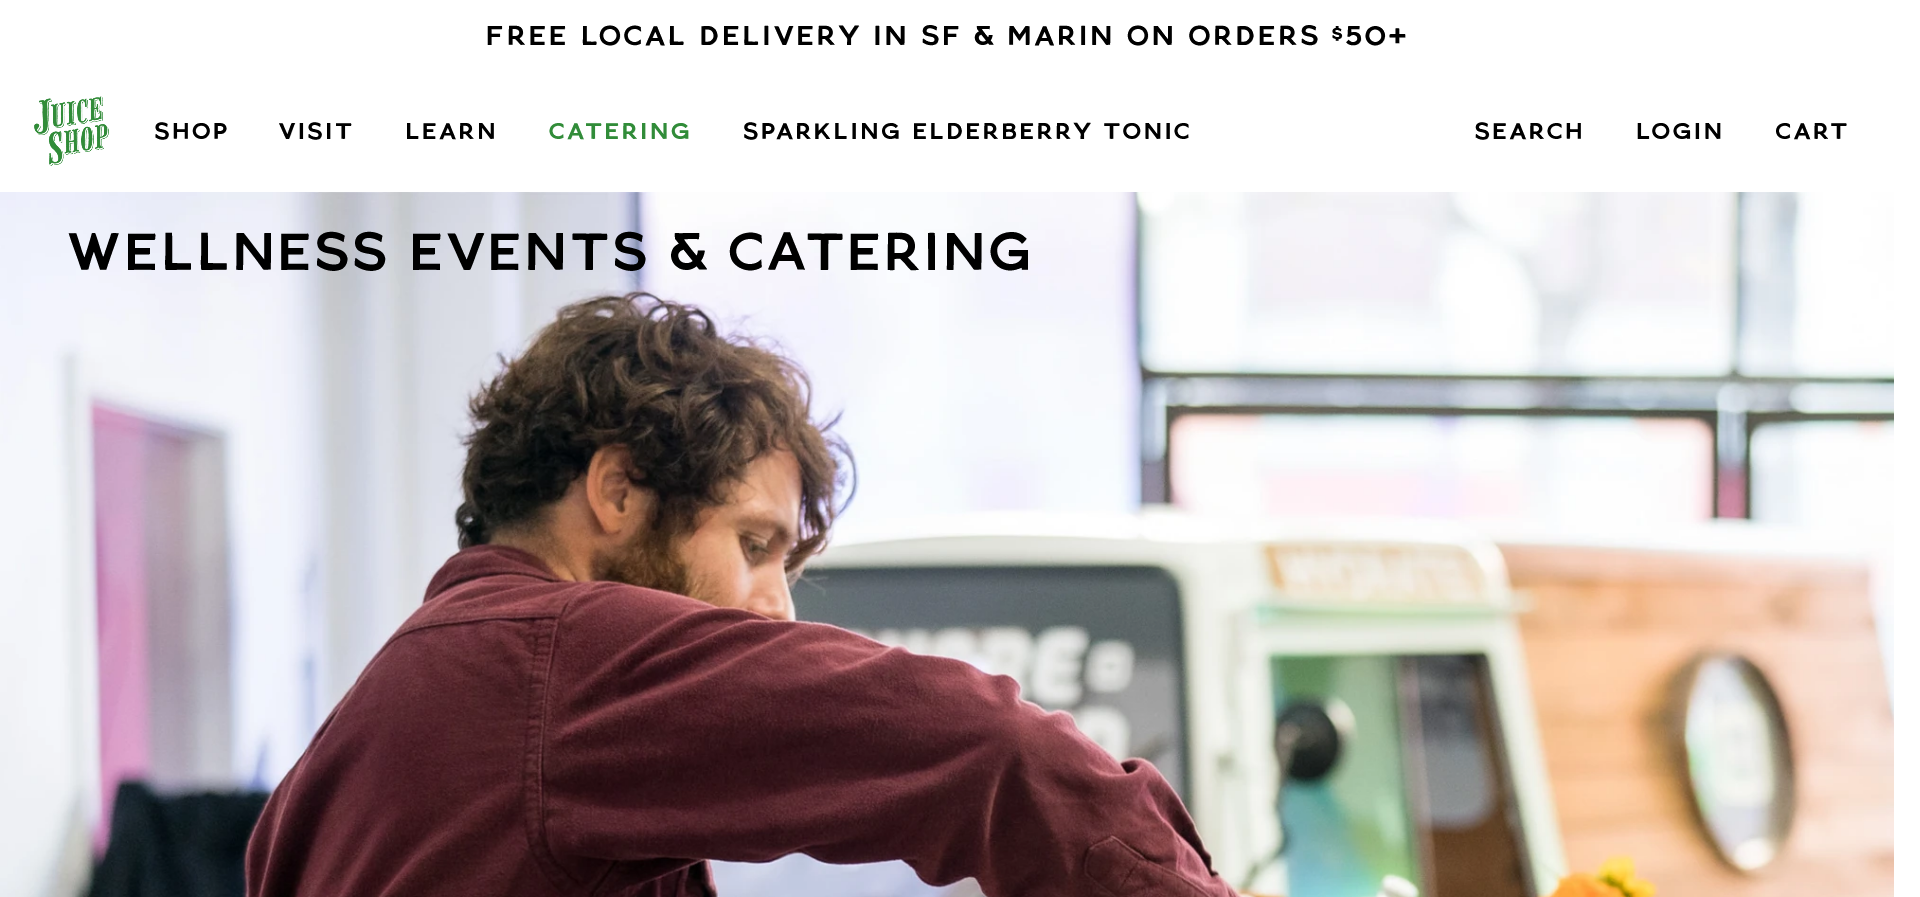 FREE LOCAL DELIVERY IN SF & MARIN ON ORDERS $50+
JUICE
SHOP
SHOP VISIT LEARN CATERING SPARKLING ELDERBERRY TONIC SEARCH LOGIN CART
WELLNESS EVENTS & CATERING